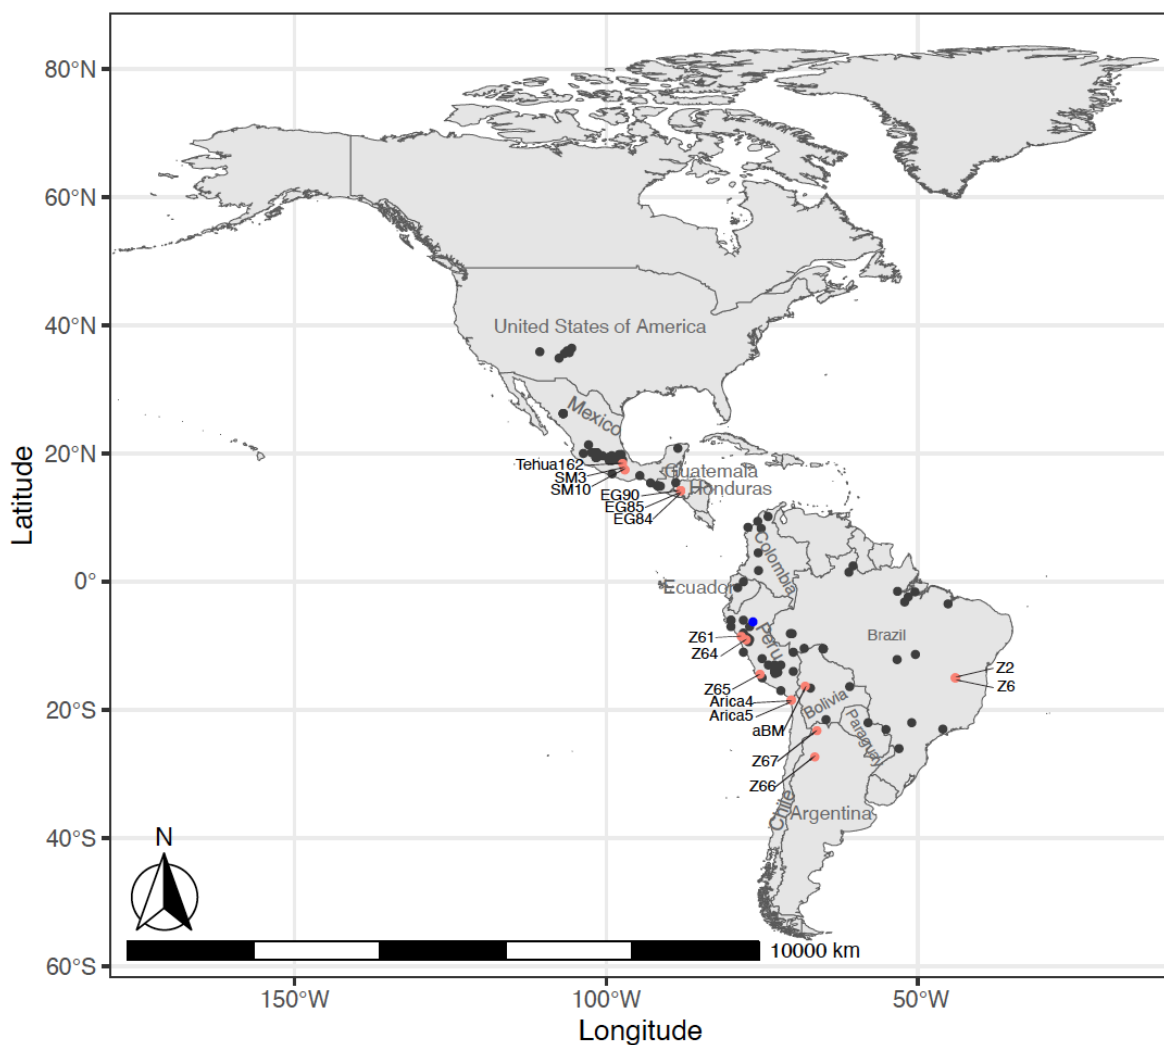 80°N
60°N
40°N
20°N
0°
20°S
40°S
60°S
Latitude
United States of America
Mexico
Tehua162
SM3
SM10
Guatemala
Honduras
EG90
EG85
EG84
Colombia
Ecuador
Peru
Brazil
Z61
Z64
Z65
Arica4
Arica5
aBM
Z2
Z6
Bolivia
Paraguay
Z67
Z66
Chile
Argentina
N
10000 km
150°W
100°W
50°W
Longitude